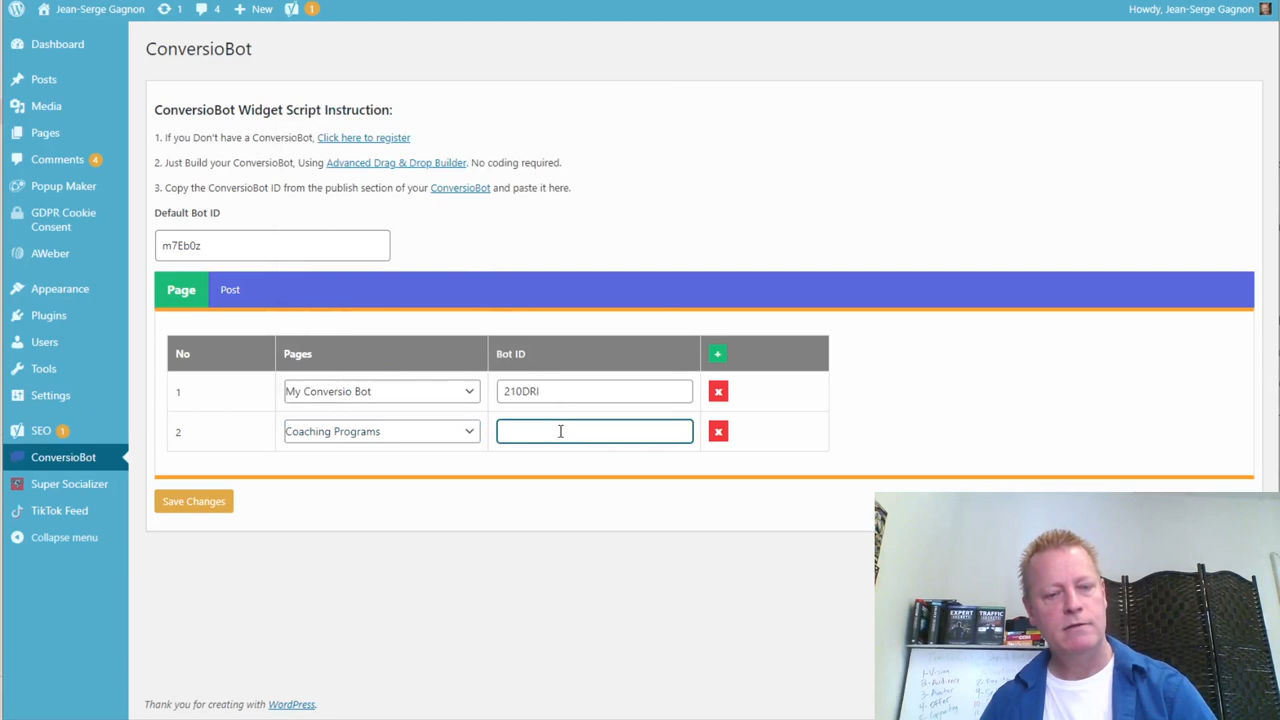 Jean-Serge Gagnon 1 4 New 1 Howdy, Jean-Serge Gagnon
Dashboard
Posts
Media
Pages
Comments 4
Popup Maker
GDPR Cookie
Consent
AWeber
Appearance
Plugins
Users
Tools
Settings
SEO 1
ConversioBot
Super Socializer
TikTok Feed
Collapse menu
ConversioBot
ConversioBot Widget Script Instruction:
1. If you Don't have a ConversioBot, Click here to register
2. Just Build your ConversioBot, Using Advanced Drag & Drop Builder. No coding required.
3. Copy the ConversioBot ID from the publish section of your ConversioBot and paste it here.
Default Bot ID
m7Eb0z
Page Post
No Pages Bot ID +
1 My Conversio Bot 210DRI x
2 Coaching Programs x
Save Changes
EXPERT
SECRETS
TRAFFIC
SECRETS
Thank you for creating with WordPress.